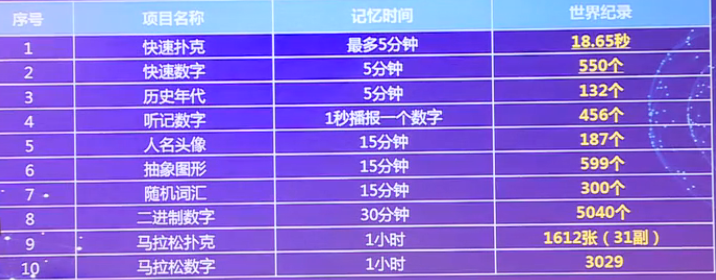 序号 项目名称 记忆时间 世界纪录
1 快速扑克 最多5分钟 18.65秒
2 快速数字 5分钟 550个
3 历史年代 5分钟 132个
4 听记数字 1秒播报一个数字 456个
5 人名头像 15分钟 187个
6 抽象图形 15分钟 599个
7 随机词汇 15分钟 300个
8 二进制数字 30分钟 5040个
9 马拉松扑克 1小时 1612张（31副）
10 马拉松数字 1小时 3029